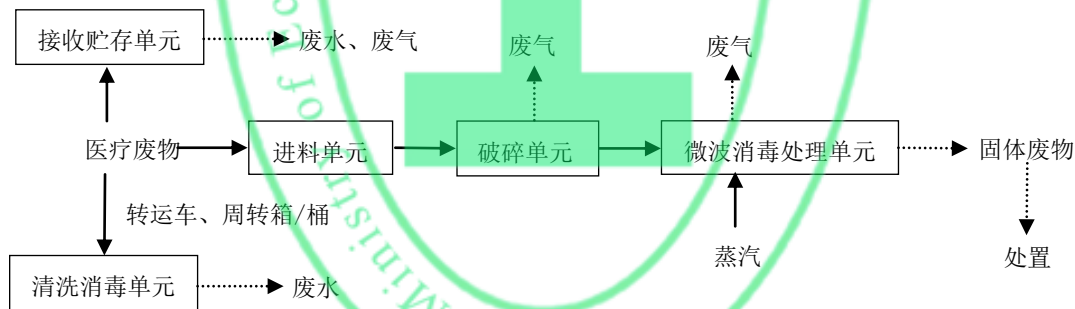 接收贮存单元
废水、废气
废气
废气
医疗废物
进料单元
破碎单元
微波消毒处理单元
固体废物
转运车、周转箱/桶
蒸汽
处置
清洗消毒单元
废水
Ministry of Eco